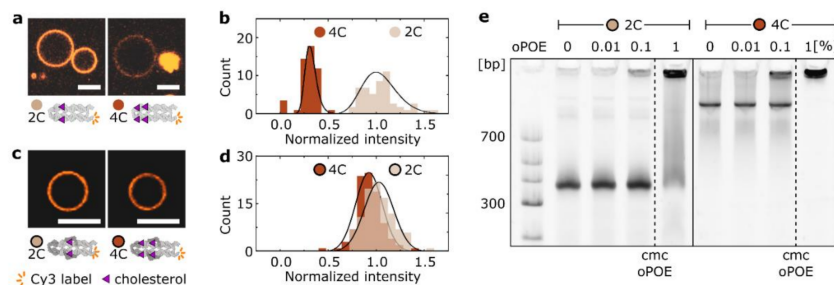 a
2C
4C
b
Count
20
10
0
4C
2C
0.0
0.5
1.0
1.5
Normalized intensity
c
2C
4C
Cy3 label
cholesterol
d
Count
30
15
0
4C
2C
0.0
0.5
1.0
1.5
Normalized intensity
e
2C
4C
oPOE 0 0.01 0.1 1 0 0.01 0.1 1[%
[bp]
700
300
cmc
oPOE
cmc
oPOE